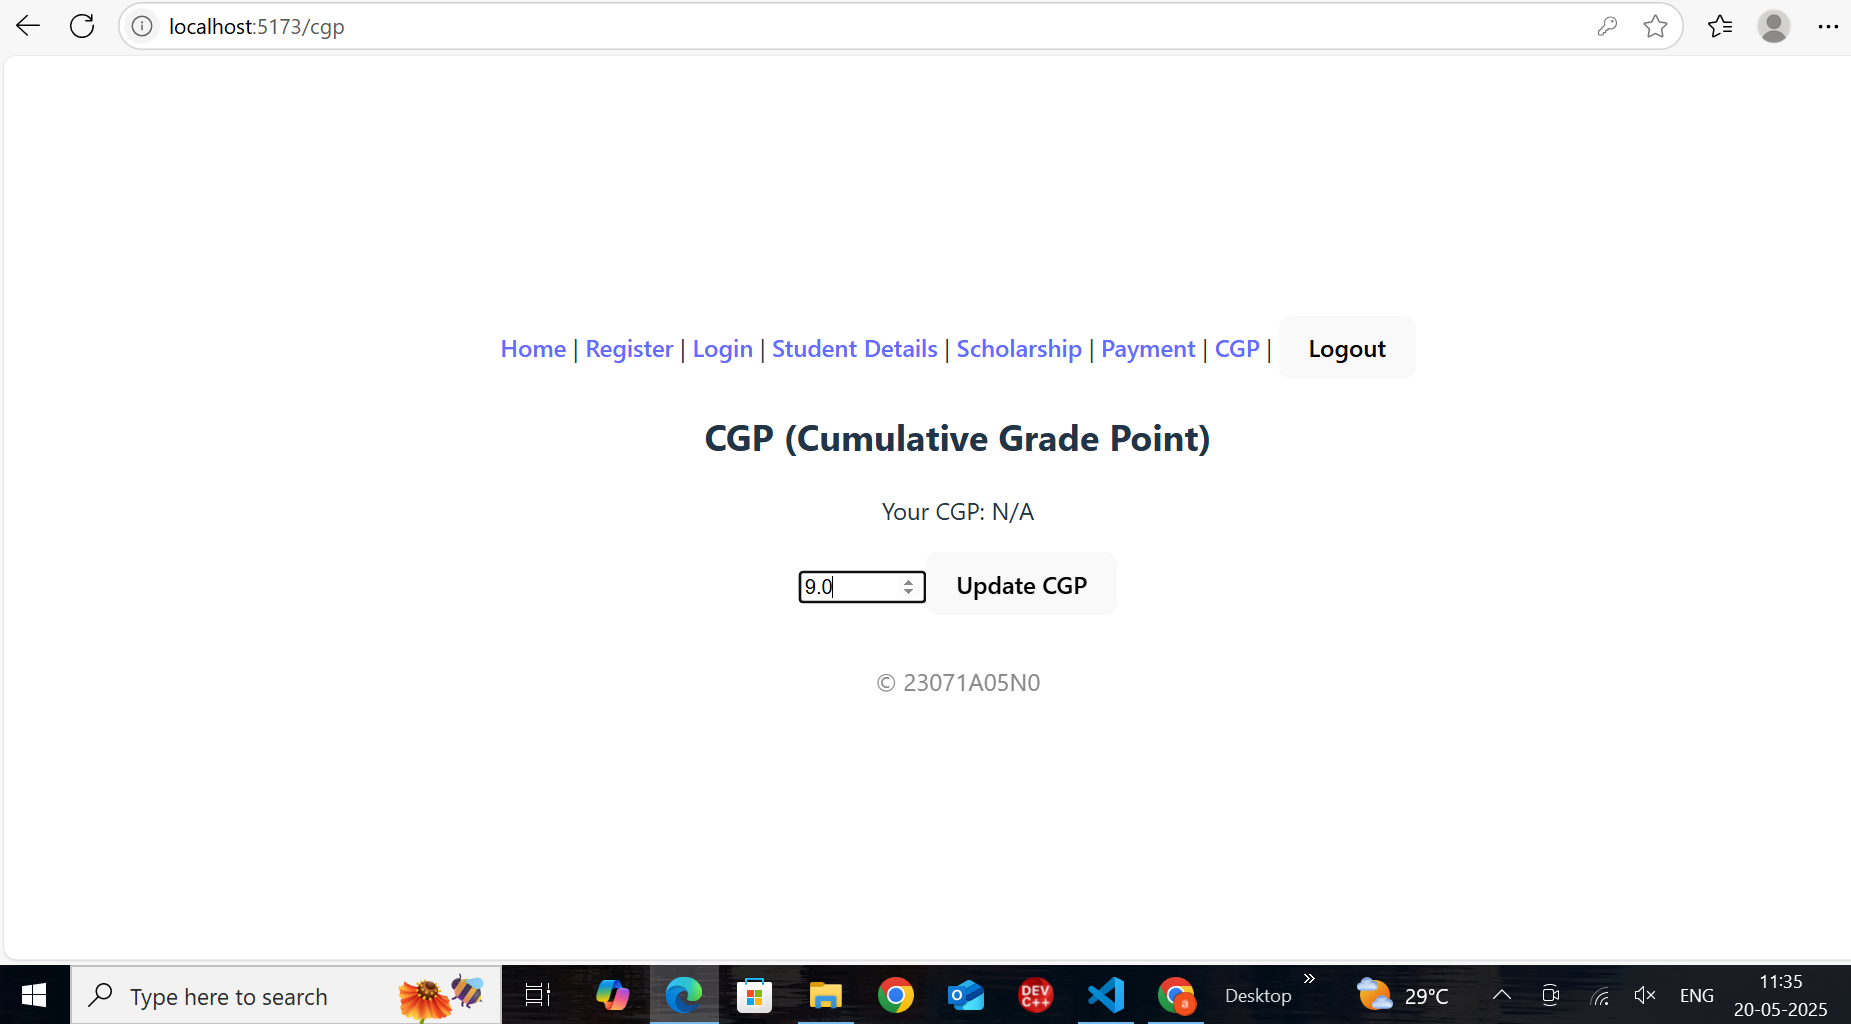 localhost:5173/cgp
Home | Register | Login | Student Details | Scholarship | Payment | CGP | Logout
CGP (Cumulative Grade Point)
Your CGP: N/A
9.0 Update CGP
© 23071A05N0
Type here to search
DEV C++
a
Desktop
29°C
ENG
11:35
20-05-2025